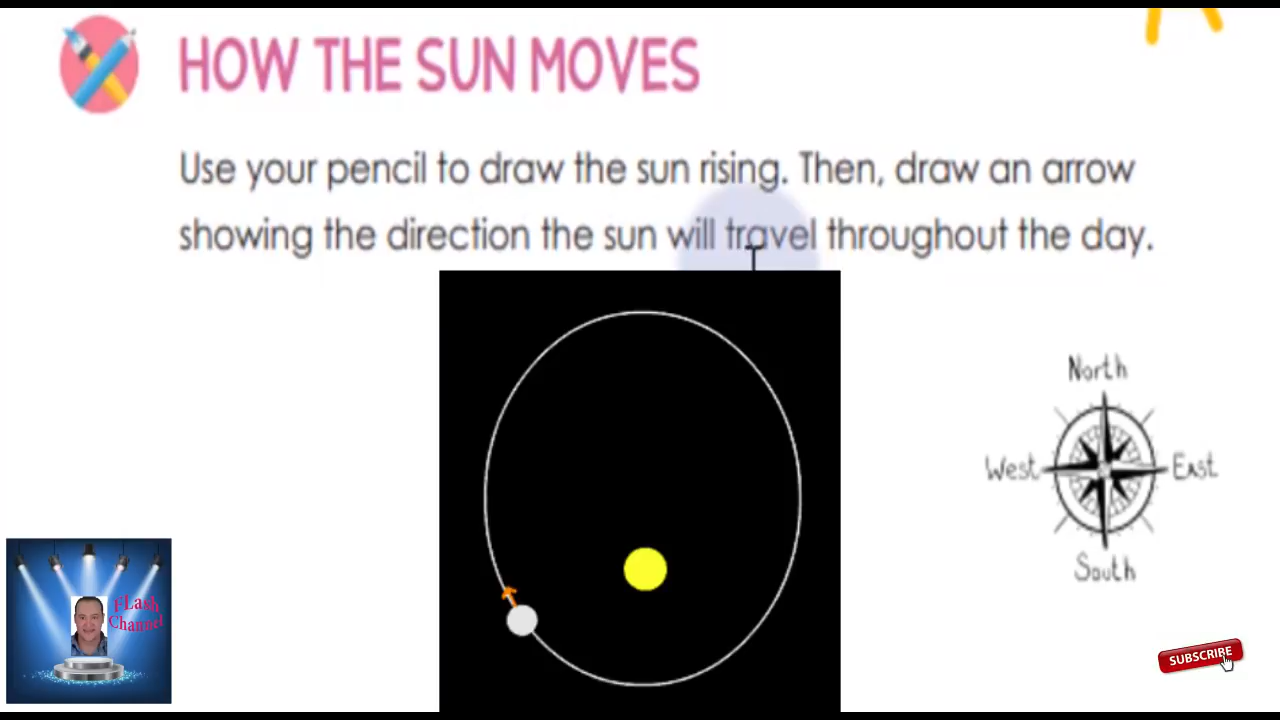 HOW THE SUN MOVES
Use your pencil to draw the sun rising. Then, draw an arrow
showing the direction the sun will travel throughout the day.
North
West
East
South
FLash
Channel
SUBSCRIBE